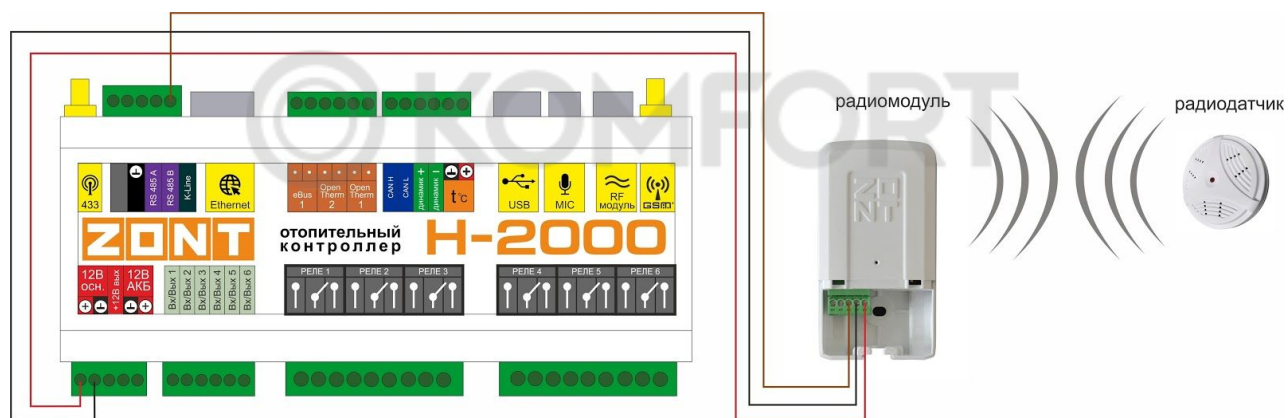 © KOMFORT
радиомодуль
радиодатчик
433
RS 485 A
RS 485 B
K-Line
Ethernet
eBus 1
Open Therm 2
Open Therm 1
CAN H
CAN L
динамик +
динамик –
t°c
USB
MIC
RF модуль
GSM
ZONT
отопительный
контроллер
H-2000
ZONT
12В осн.
+12В вых
12В АКБ
Вх/Вых 1
Вх/Вых 2
Вх/Вых 3
Вх/Вых 4
Вх/Вых 5
Вх/Вых 6
РЕЛЕ 1
РЕЛЕ 2
РЕЛЕ 3
РЕЛЕ 4
РЕЛЕ 5
РЕЛЕ 6